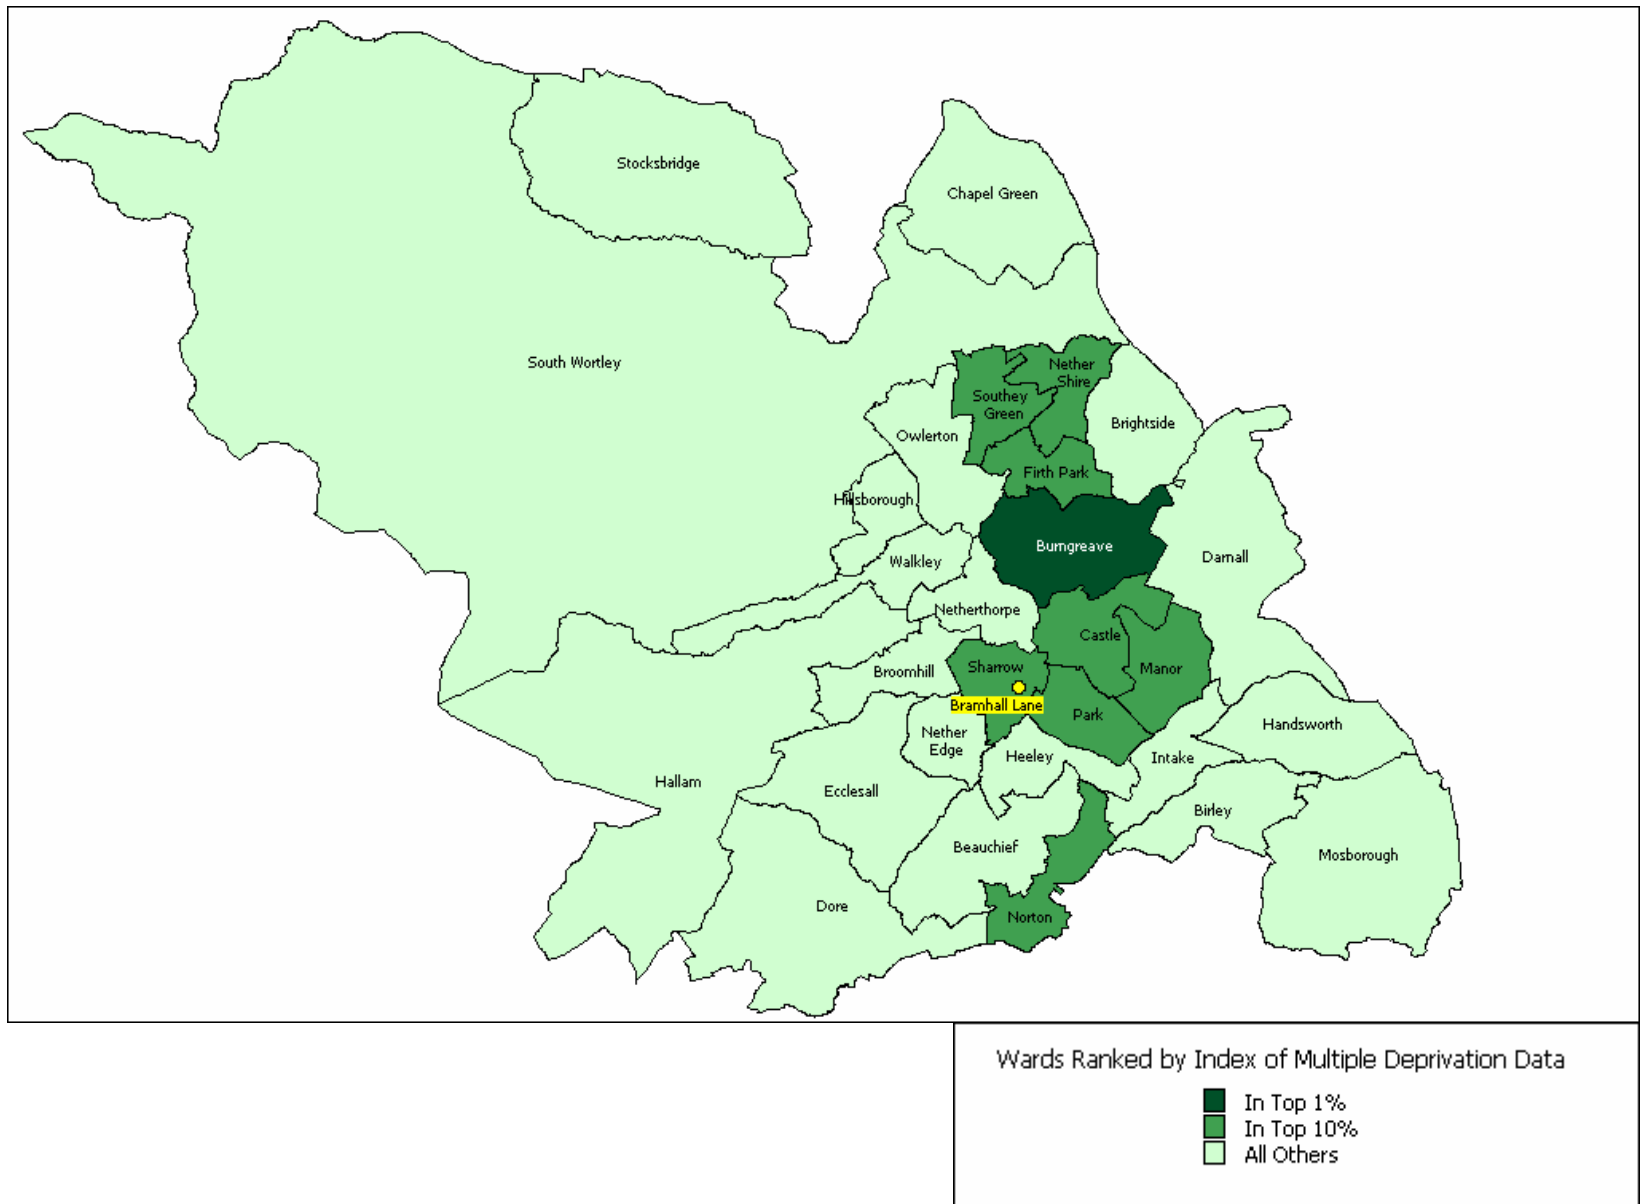 Stocksbridge
Chapel Green
South Wortley
Nether
Shire
Southey
Green
Brightside
Owlerton
Firth Park
Hillsborough
Burngreave
Darnall
Walkley
Netherthorpe
Castle
Sharrow
Manor
Broomhill
Bramhall Lane
Park
Handsworth
Nether
Edge
Heeley
Intake
Hallam
Ecclesall
Birley
Beauchief
Mosborough
Dore
Norton
Wards Ranked by Index of Multiple Deprivation Data
In Top 1%
In Top 10%
All Others